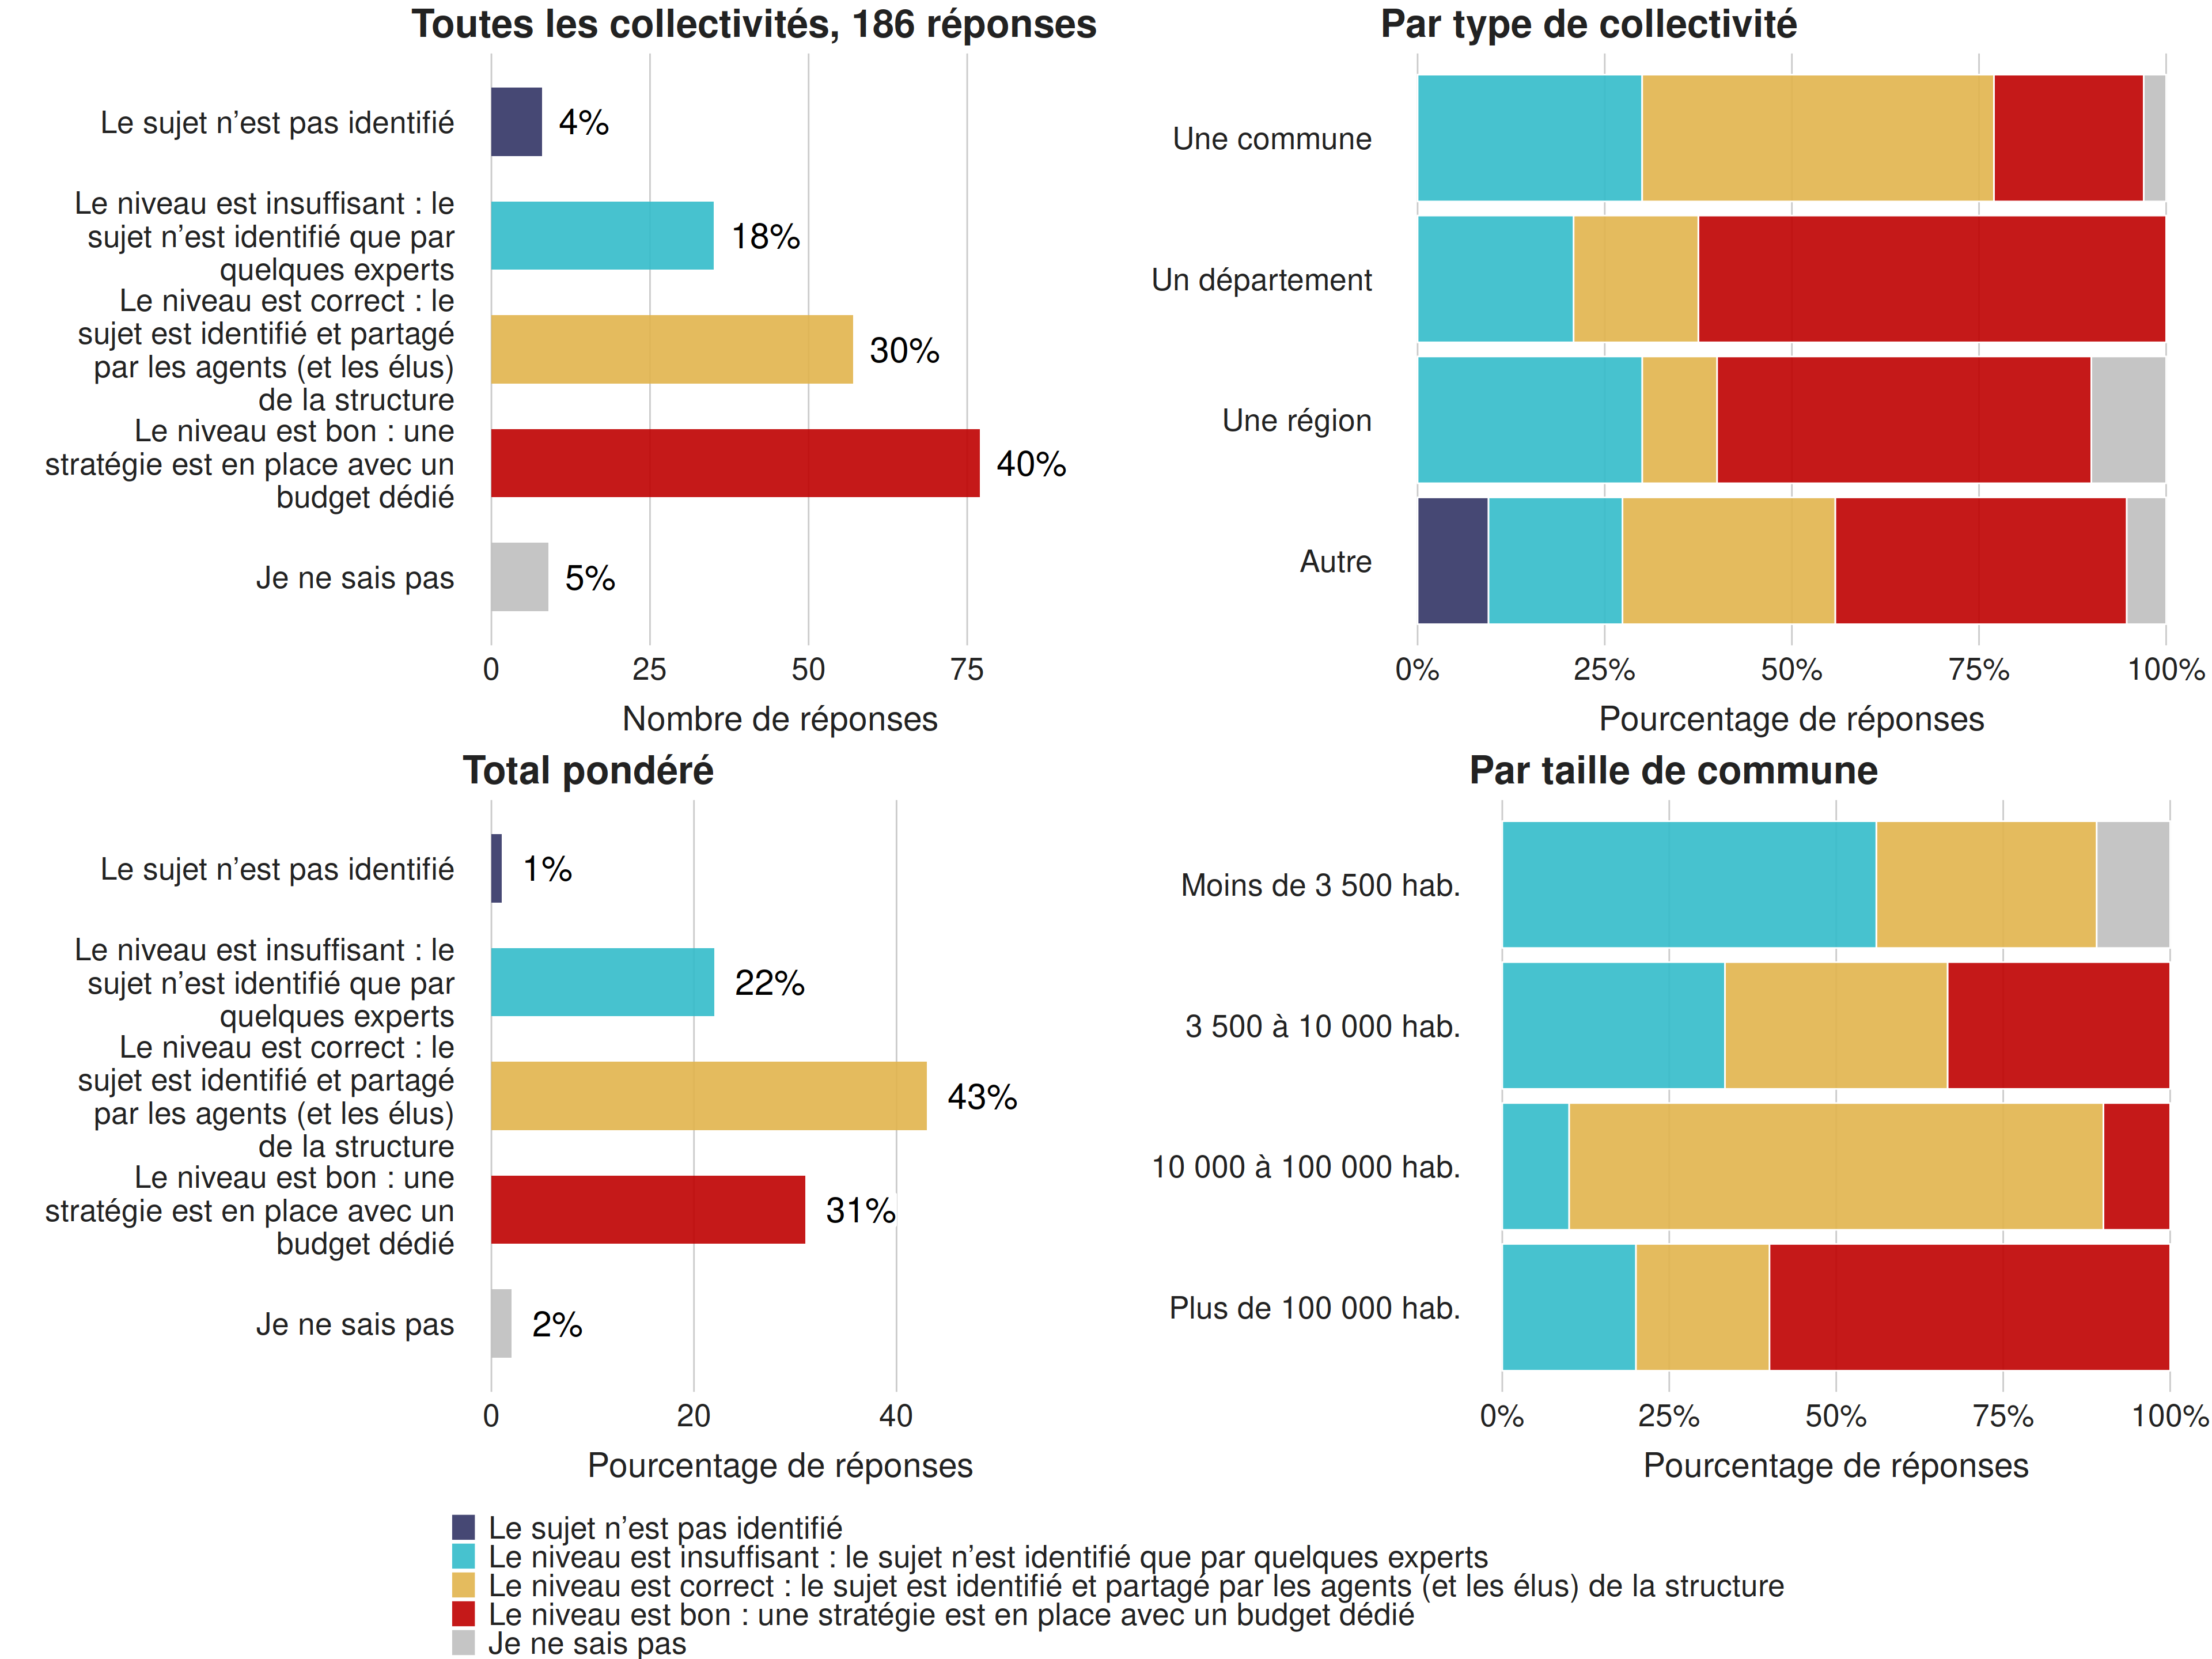 Toutes les collectivités, 186 réponses
Le sujet n’est pas identifié
4%
Le niveau est insuffisant : le
sujet n’est identifié que par
quelques experts
18%
Le niveau est correct : le
sujet est identifié et partagé
par les agents (et les élus)
de la structure
30%
Le niveau est bon : une
stratégie est en place avec un
budget dédié
40%
Je ne sais pas
5%
0 25 50 75
Nombre de réponses
Par type de collectivité
Une commune
Un département
Une région
Autre
0% 25% 50% 75% 100%
Pourcentage de réponses
Total pondéré
Le sujet n’est pas identifié
1%
Le niveau est insuffisant : le
sujet n’est identifié que par
quelques experts
22%
Le niveau est correct : le
sujet est identifié et partagé
par les agents (et les élus)
de la structure
43%
Le niveau est bon : une
stratégie est en place avec un
budget dédié
31%
Je ne sais pas
2%
0 20 40
Pourcentage de réponses
Par taille de commune
Moins de 3 500 hab.
3 500 à 10 000 hab.
10 000 à 100 000 hab.
Plus de 100 000 hab.
0% 25% 50% 75% 100%
Pourcentage de réponses
Le sujet n’est pas identifié
Le niveau est insuffisant : le sujet n’est identifié que par quelques experts
Le niveau est correct : le sujet est identifié et partagé par les agents (et les élus) de la structure
Le niveau est bon : une stratégie est en place avec un budget dédié
Je ne sais pas